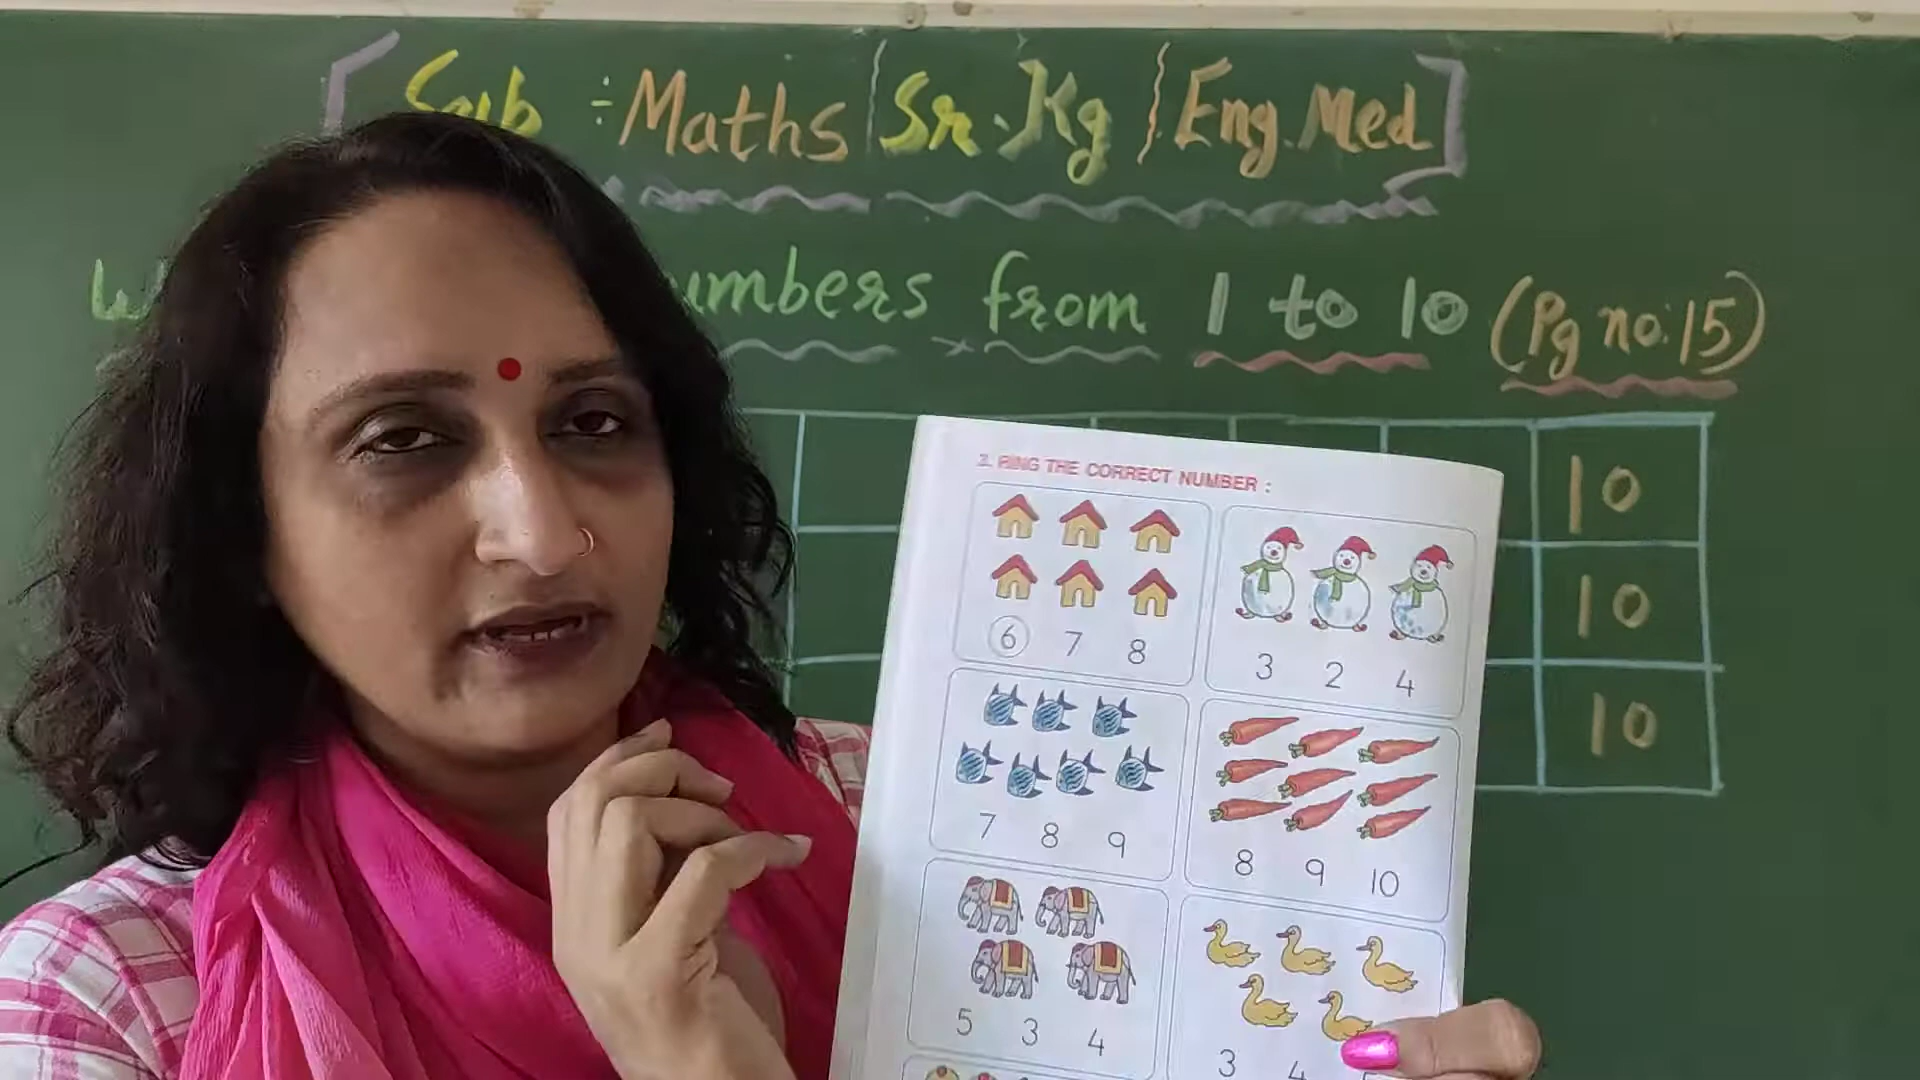 Sub :- Maths | Sr. Kg | Eng. Med
umbers from 1 to 10 (Pg no: 15)
10
10
10
2. RING THE CORRECT NUMBER :
6 7 8
3 2 4
7 8 9
8 9 10
5 3 4
3 4